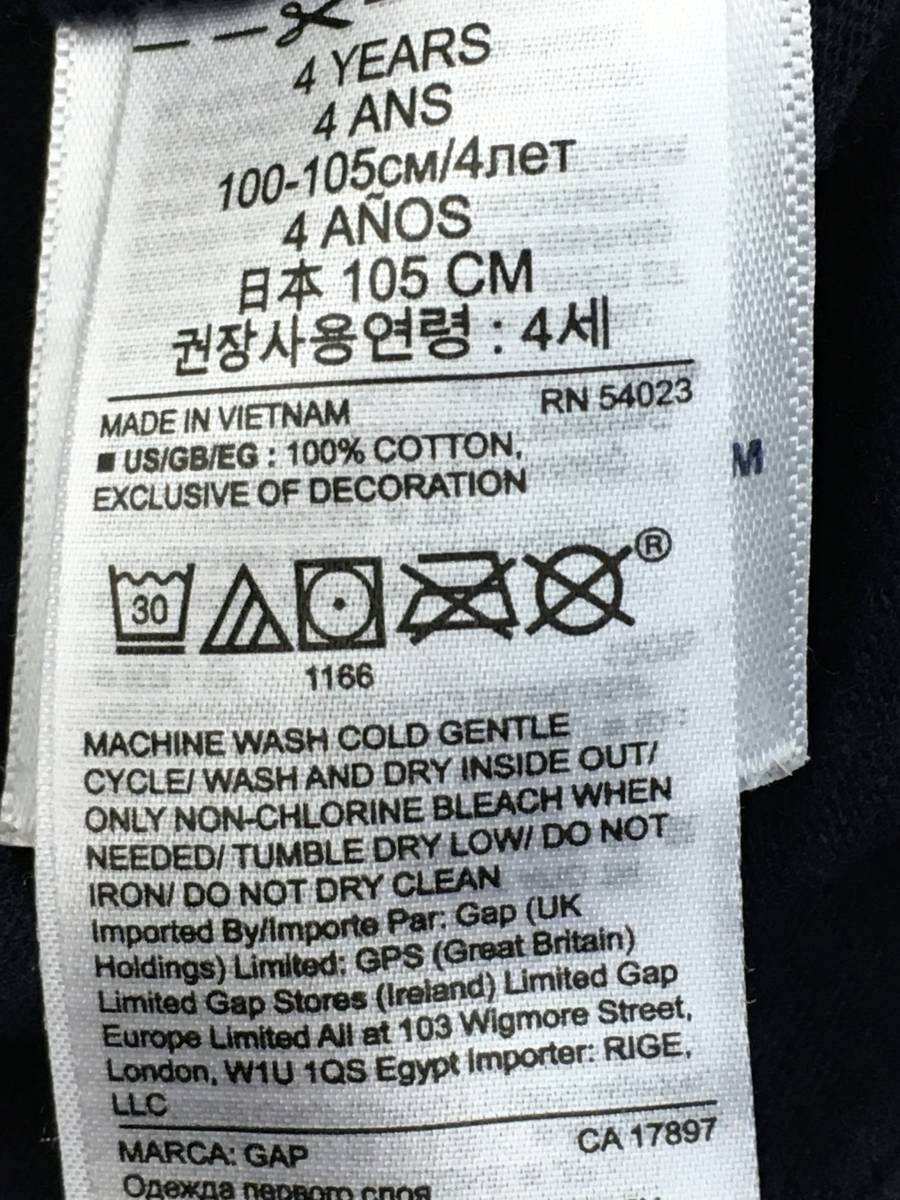 4 YEARS
4 ANS
100-105см/4лет
4 AÑOS
日本 105 CM
권장사용연령 : 4세
MADE IN VIETNAM RN 54023
■ US/GB/EG : 100% COTTON,
EXCLUSIVE OF DECORATION
M
30
®
1166
MACHINE WASH COLD GENTLE
CYCLE/ WASH AND DRY INSIDE OUT/
ONLY NON-CHLORINE BLEACH WHEN
NEEDED/ TUMBLE DRY LOW/ DO NOT
IRON/ DO NOT DRY CLEAN
Imported By/Importe Par: Gap (UK
Holdings) Limited: GPS (Great Britain)
Limited Gap Stores (Ireland) Limited Gap
Europe Limited All at 103 Wigmore Street,
London, W1U 1QS Egypt Importer: RIGE,
LLC
MARCA: GAP CA 17897
Одежда первого слоя